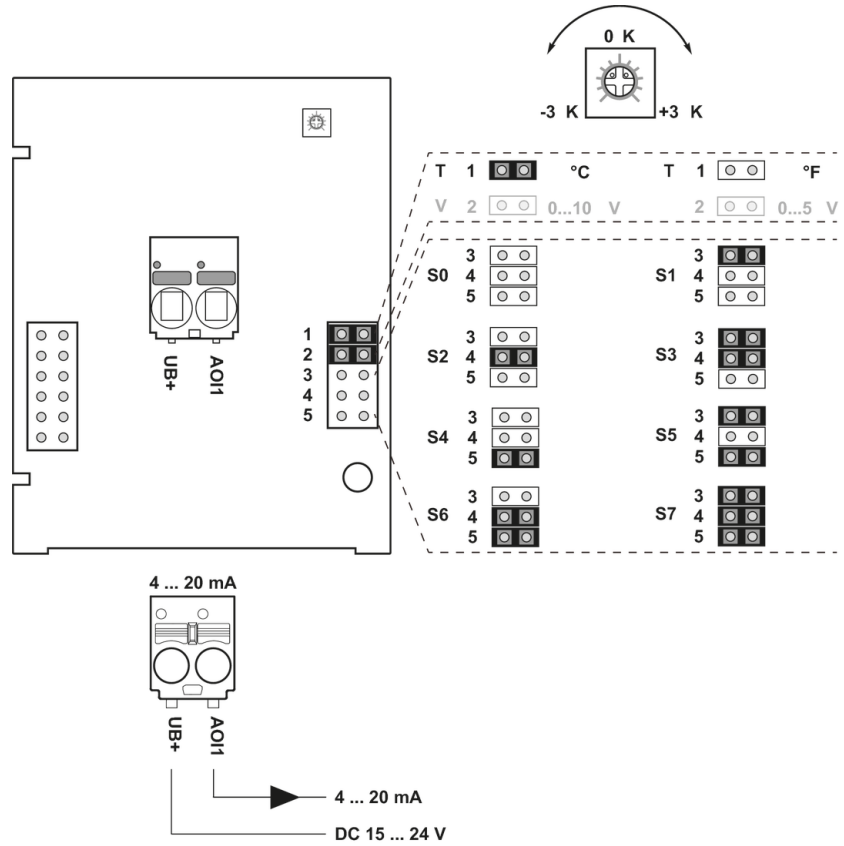 0 K
-3 K +3 K
T 1 °C T 1 °F
V 2 0...10 V 2 0...5 V
S0 3 4 5 S1 3 4 5
S2 3 4 5 S3 3 4 5
S4 3 4 5 S5 3 4 5
S6 3 4 5 S7 3 4 5
1
2
3
4
5
UB+ AOI1
4 ... 20 mA
UB+ AOI1
4 ... 20 mA
DC 15 ... 24 V